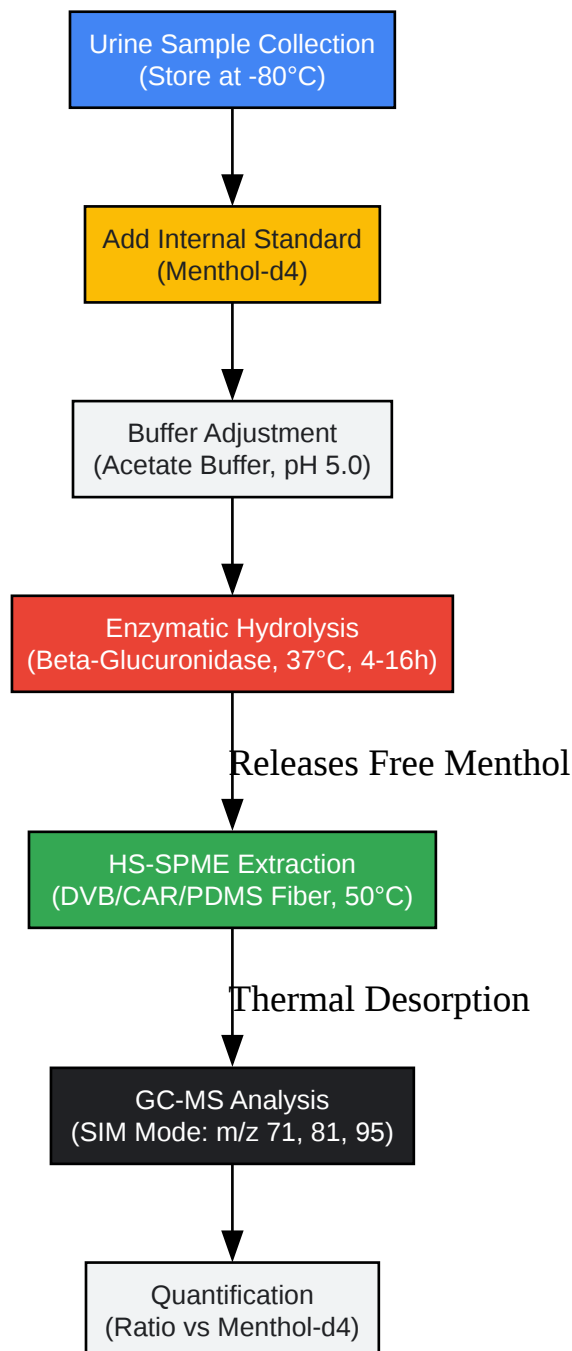 Urine Sample Collection
(Store at -80°C)
Add Internal Standard
(Menthol-d4)
Buffer Adjustment
(Acetate Buffer, pH 5.0)
Enzymatic Hydrolysis
(Beta-Glucuronidase, 37°C, 4-16h)
Releases Free Menthol
HS-SPME Extraction
(DVB/CAR/PDMS Fiber, 50°C)
Thermal Desorption
GC-MS Analysis
(SIM Mode: m/z 71, 81, 95)
Quantification
(Ratio vs Menthol-d4)